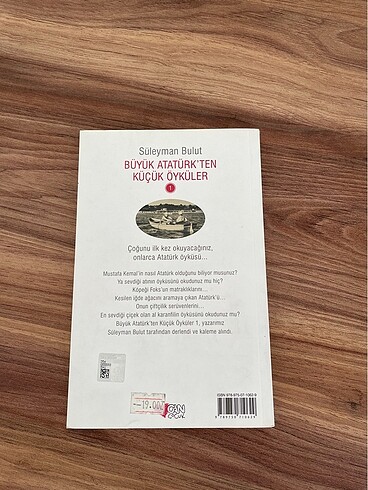 Süleyman Bulut
BÜYÜK ATATÜRK'TEN
KÜÇÜK ÖYKÜLER
1
Çoğunu ilk kez okuyacağınız,
onlarca Atatürk öyküsü...
Mustafa Kemal'in nasıl Atatürk olduğunu biliyor musunuz?
Ya sevdiği atının öyküsünü okudunuz mu hiç?
Köpeği Foks'un matraklıklarını...
Kesilen iğde ağacını aramaya çıkan Atatürk'ü...
Onun çiftçilik serüvenlerini...
En sevdiği çiçek olan al karanfilin öyküsünü okudunuz mu?
Büyük Atatürk'ten Küçük Öyküler 1, yazarımız
Süleyman Bulut tarafından derlendi ve kaleme alındı.
19.00
CAN